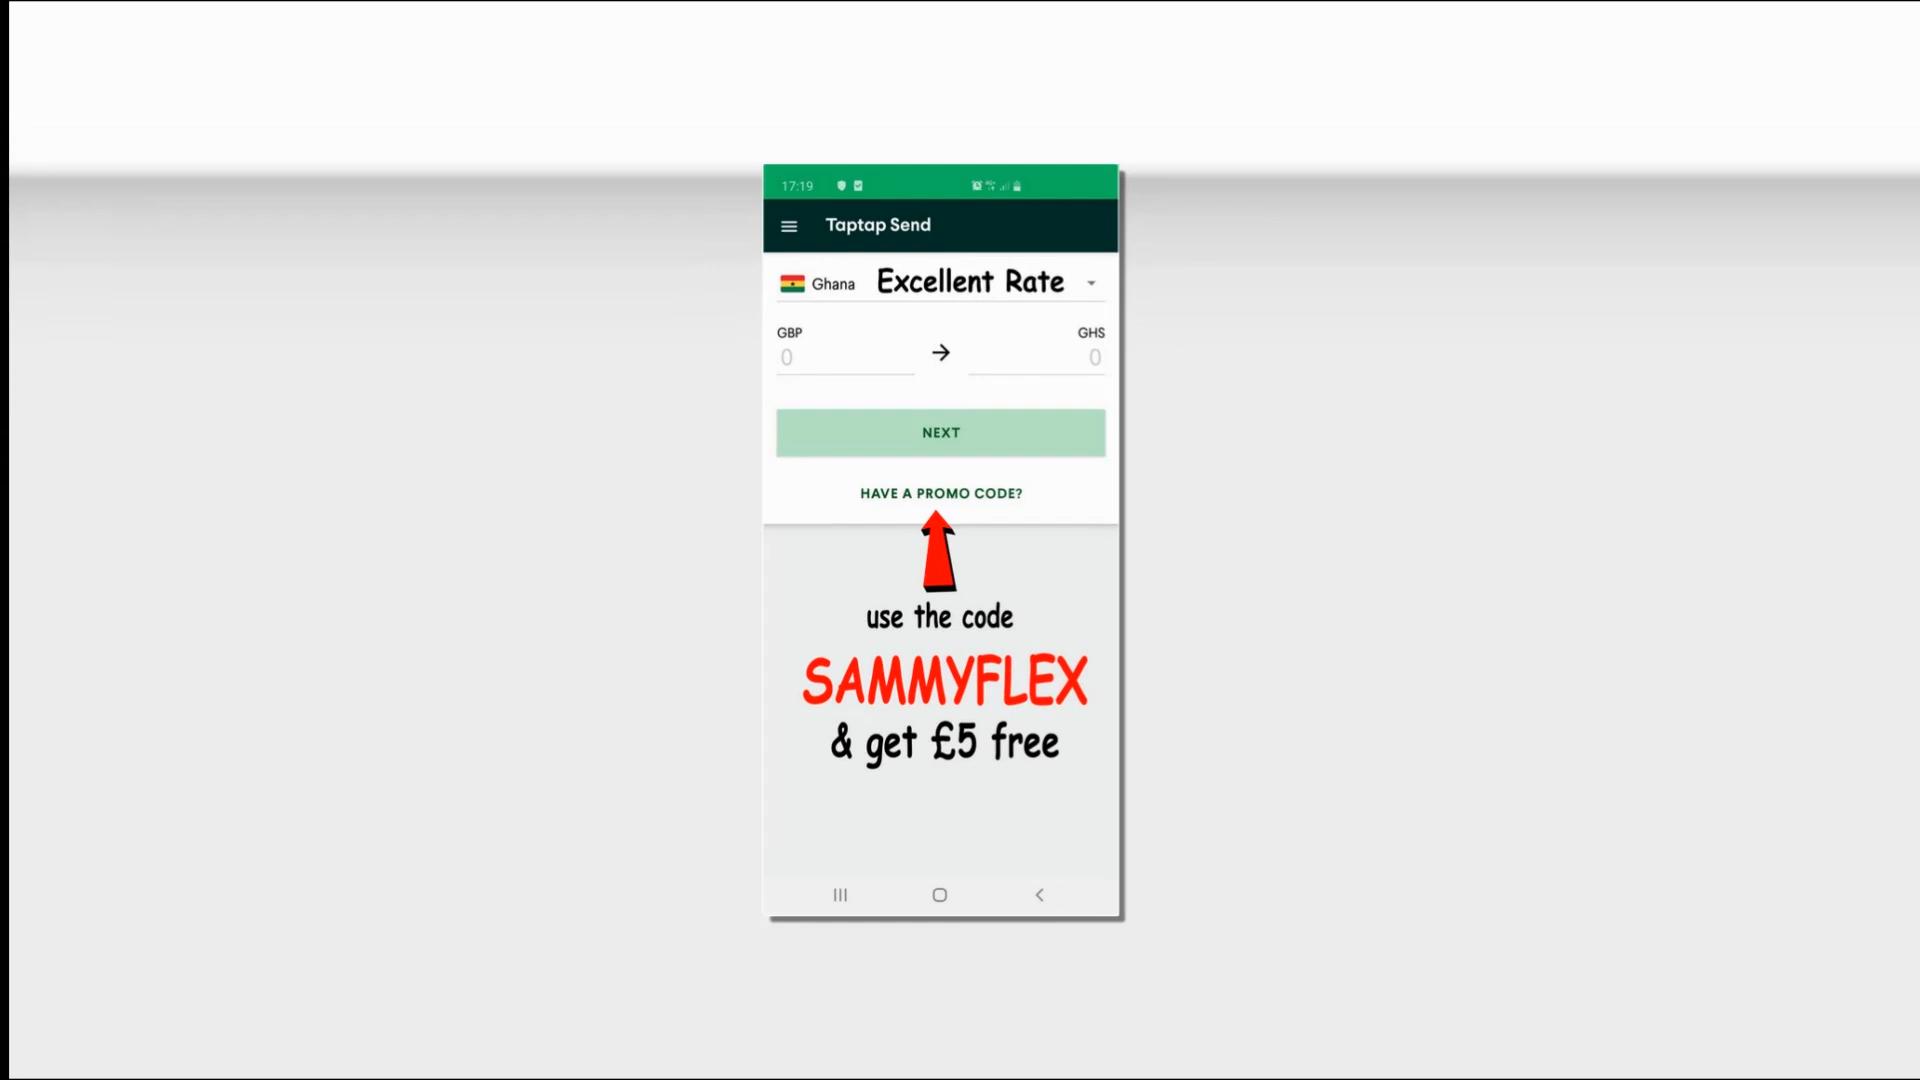 17:19
Taptap Send
Ghana Excellent Rate
GBP GHS
0 0
NEXT
HAVE A PROMO CODE?
use the code
SAMMYFLEX
& get £5 free